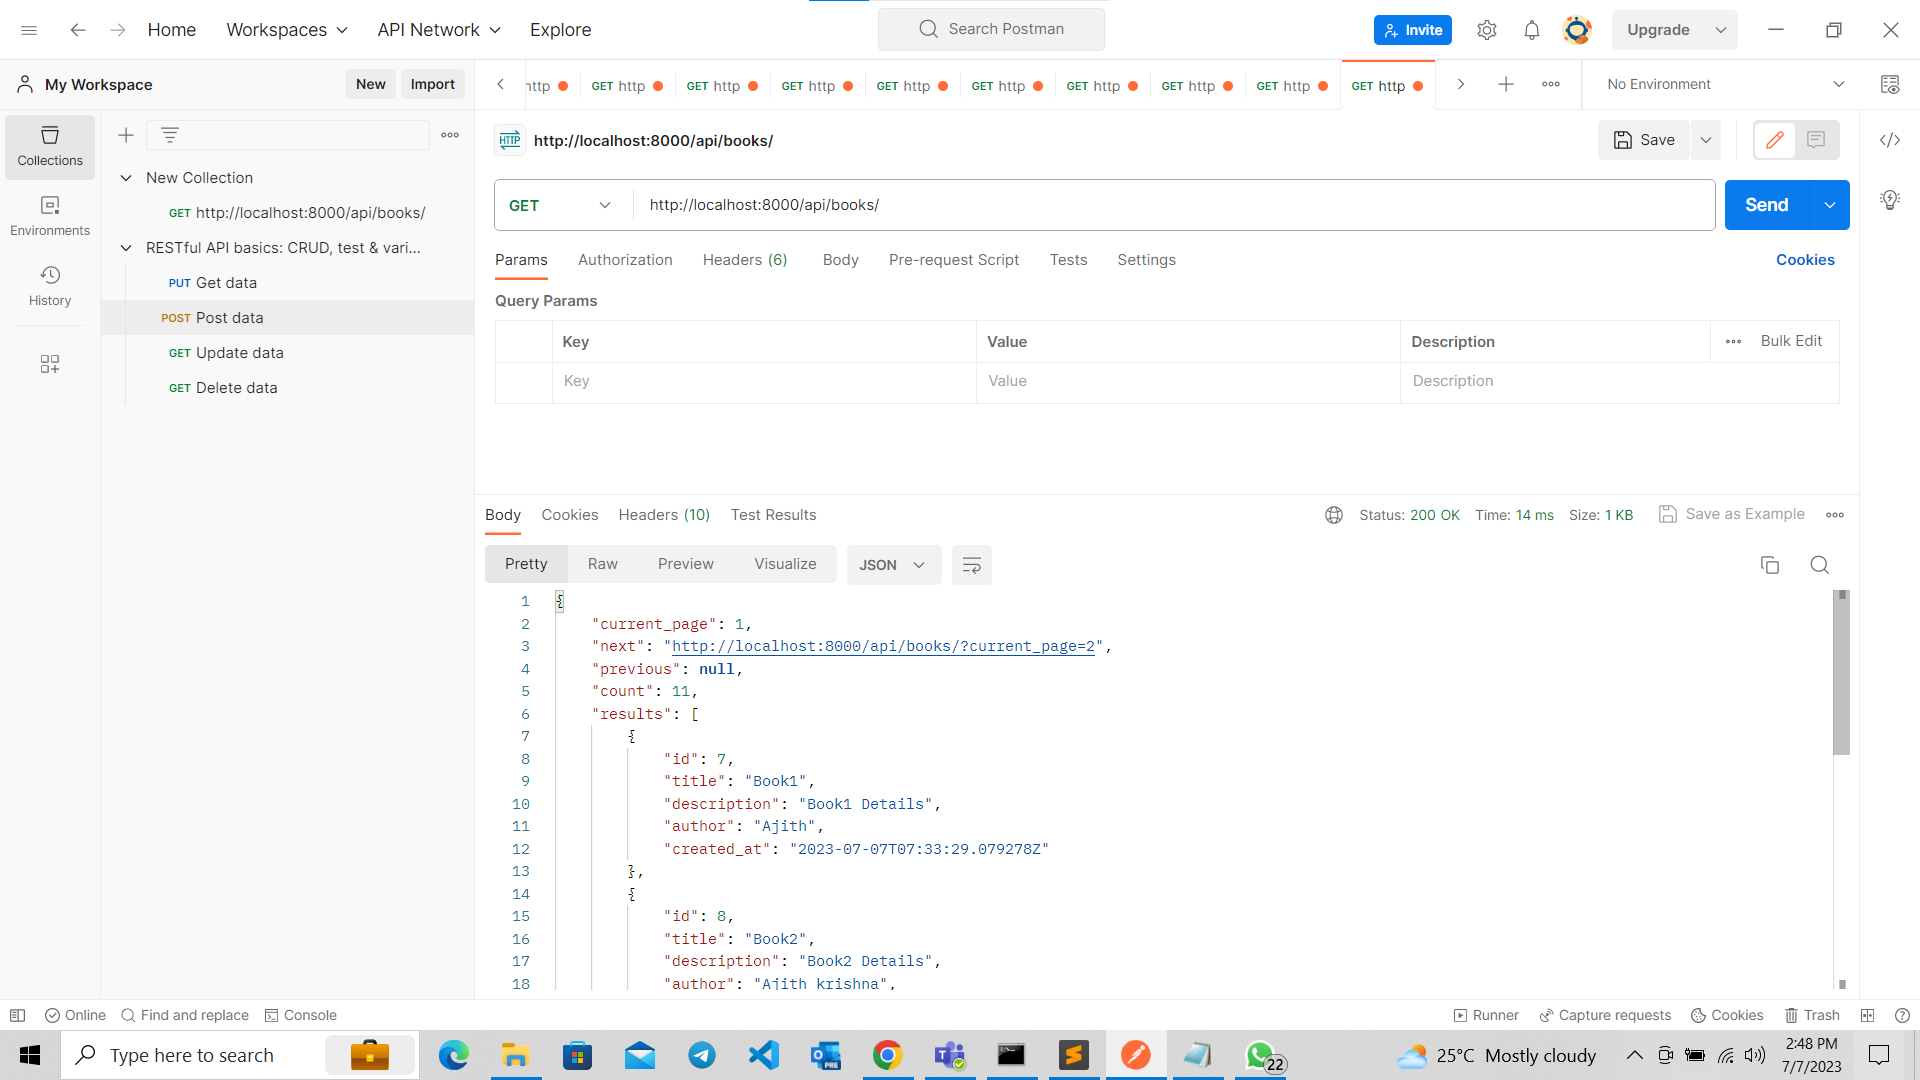 Home Workspaces API Network Explore Search Postman Invite Upgrade
My Workspace New Import
http GET http GET http GET http GET http GET http GET http GET http GET http GET http No Environment
Collections
Environments
History
New Collection
GET http://localhost:8000/api/books/
RESTful API basics: CRUD, test & vari...
PUT Get data
POST Post data
GET Update data
GET Delete data
HTTP http://localhost:8000/api/books/ Save
GET http://localhost:8000/api/books/ Send
Params Authorization Headers (6) Body Pre-request Script Tests Settings Cookies
Query Params
Key Value Description Bulk Edit
Key Value Description
Body Cookies Headers (10) Test Results Status: 200 OK Time: 14 ms Size: 1 KB Save as Example
Pretty Raw Preview Visualize JSON
1 {
2 "current_page": 1,
3 "next": "http://localhost:8000/api/books/?current_page=2",
4 "previous": null,
5 "count": 11,
6 "results": [
7 {
8 "id": 7,
9 "title": "Book1",
10 "description": "Book1 Details",
11 "author": "Ajith",
12 "created_at": "2023-07-07T07:33:29.079278Z"
13 },
14 {
15 "id": 8,
16 "title": "Book2",
17 "description": "Book2 Details",
18 "author": "Ajith krishna",
Online Find and replace Console Runner Capture requests Cookies Trash
Type here to search PRE 22 25°C Mostly cloudy 2:48 PM
7/7/2023